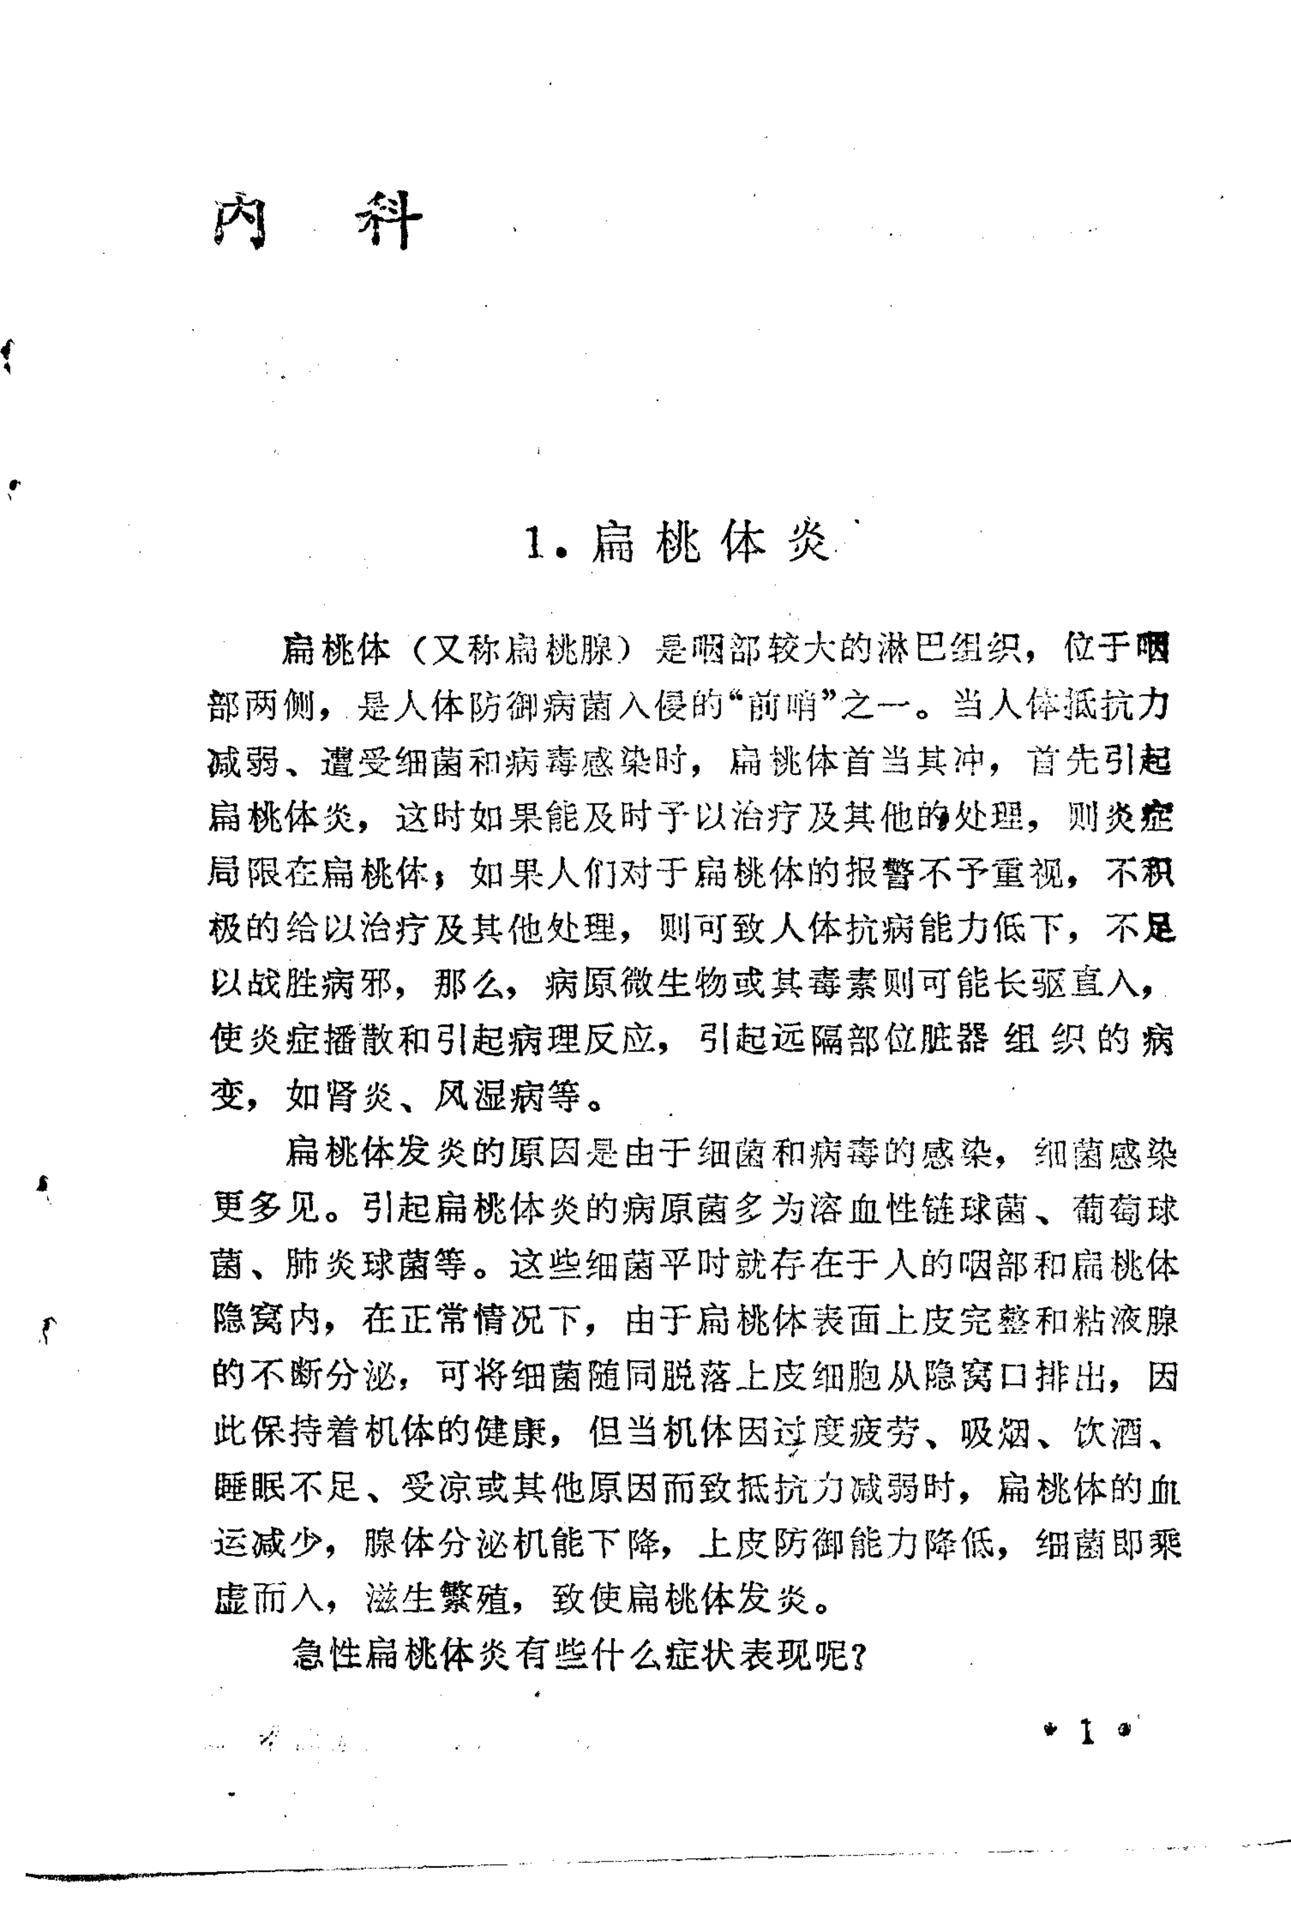 内 科
1. 扁桃体炎
扁桃体（又称扁桃腺）是咽部较大的淋巴组织，位于咽
部两侧，是人体防御病菌入侵的“前哨”之一。当人体抵抗力
减弱、遭受细菌和病毒感染时，扁桃体首当其冲，首先引起
扁桃体炎，这时如果能及时予以治疗及其他的处理，则炎症
局限在扁桃体；如果人们对于扁桃体的报警不予重视，不积
极的给以治疗及其他处理，则可致人体抗病能力低下，不足
以战胜病邪，那么，病原微生物或其毒素则可能长驱直入，
使炎症播散和引起病理反应，引起远隔部位脏器组织的病
变，如肾炎、风湿病等。
扁桃体发炎的原因是由于细菌和病毒的感染，细菌感染
更多见。引起扁桃体炎的病原菌多为溶血性链球菌、葡萄球
菌、肺炎球菌等。这些细菌平时就存在于人的咽部和扁桃体
隐窝内，在正常情况下，由于扁桃体表面上皮完整和粘液腺
的不断分泌，可将细菌随同脱落上皮细胞从隐窝口排出，因
此保持着机体的健康，但当机体因过度疲劳、吸烟、饮酒、
睡眠不足、受凉或其他原因而致抵抗力减弱时，扁桃体的血
运减少，腺体分泌机能下降，上皮防御能力降低，细菌即乘
虚而入，滋生繁殖，致使扁桃体发炎。
急性扁桃体炎有些什么症状表现呢？
• 1 •